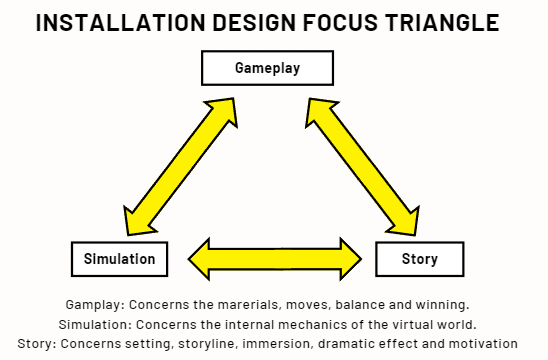 INSTALLATION DESIGN FOCUS TRIANGLE
Gameplay
Simulation
Story
Gamplay: Concerns the marerials, moves, balance and winning.
Simulation: Concerns the internal mechanics of the virtual world.
Story: Concerns setting, storyline, immersion, dramatic effect and motivation